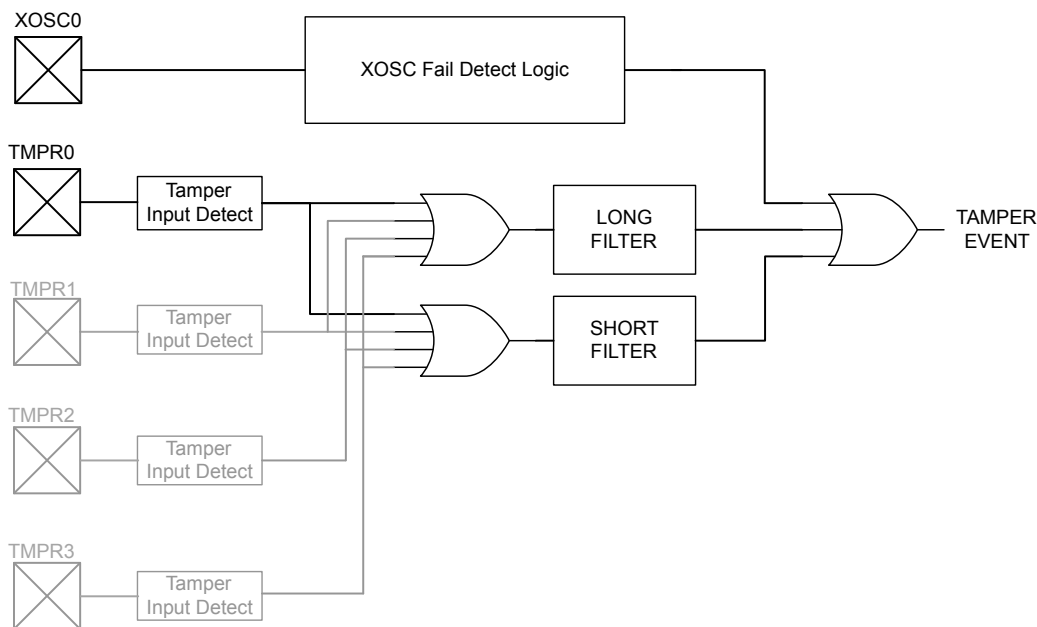 XOSC0
XOSC Fail Detect Logic
TMPR0
Tamper
Input Detect
LONG
FILTER
TAMPER
EVENT
TMPR1
Tamper
Input Detect
SHORT
FILTER
TMPR2
Tamper
Input Detect
TMPR3
Tamper
Input Detect